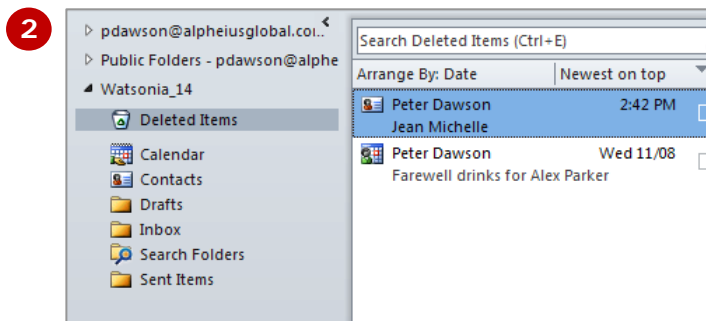 2
pdawson@alpheiusglobal.coı..
Public Folders - pdawson@alphe
Watsonia_14
Deleted Items
Calendar
Contacts
Drafts
Inbox
Search Folders
Sent Items
Search Deleted Items (Ctrl+E)
Arrange By: Date Newest on top
Peter Dawson 2:42 PM
Jean Michelle
Peter Dawson Wed 11/08
Farewell drinks for Alex Parker